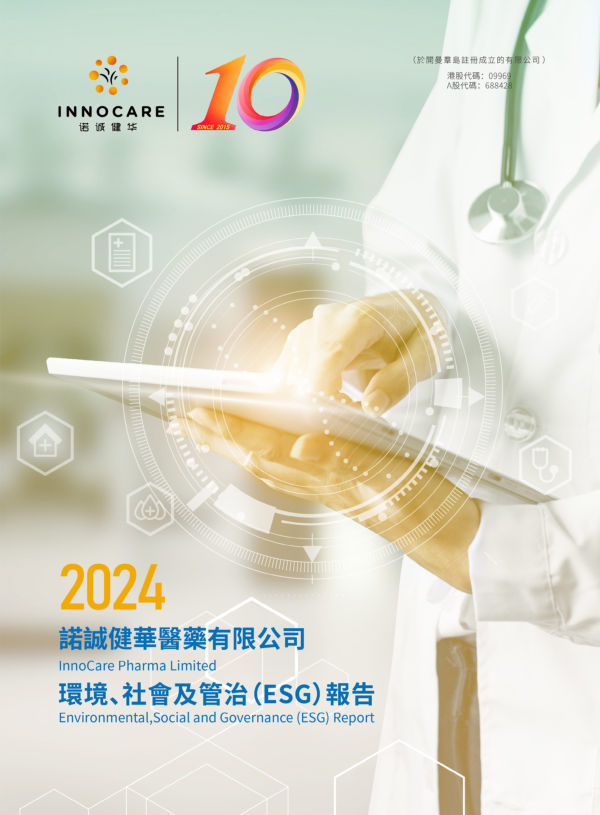 INNOCARE
诺诚健华
10
SINCE 2015
（於開曼羣島註冊成立的有限公司）
港股代碼：09969
A股代碼：688428
2024
諾誠健華醫藥有限公司
InnoCare Pharma Limited
環境、社會及管治（ESG）報告
Environmental,Social and Governance (ESG) Report